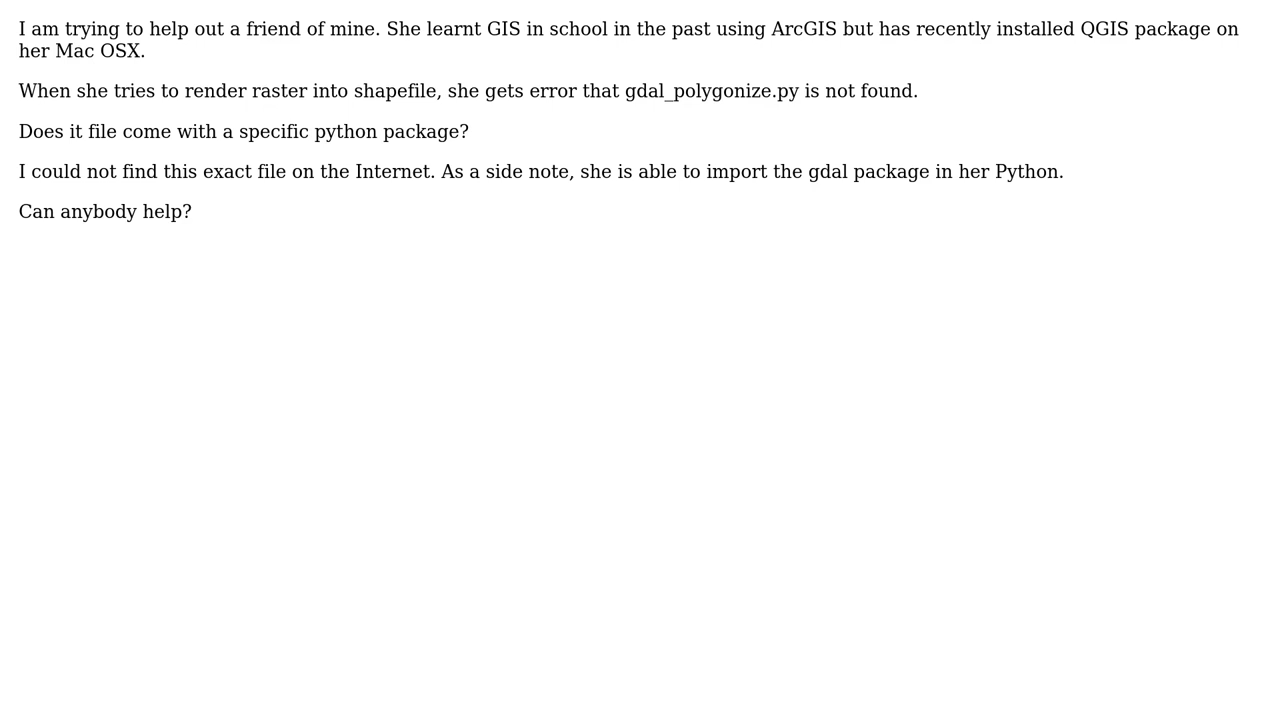 I am trying to help out a friend of mine. She learnt GIS in school in the past using ArcGIS but has recently installed QGIS package on
her Mac OSX.
When she tries to render raster into shapefile, she gets error that gdal_polygonize.py is not found.
Does it file come with a specific python package?
I could not find this exact file on the Internet. As a side note, she is able to import the gdal package in her Python.
Can anybody help?